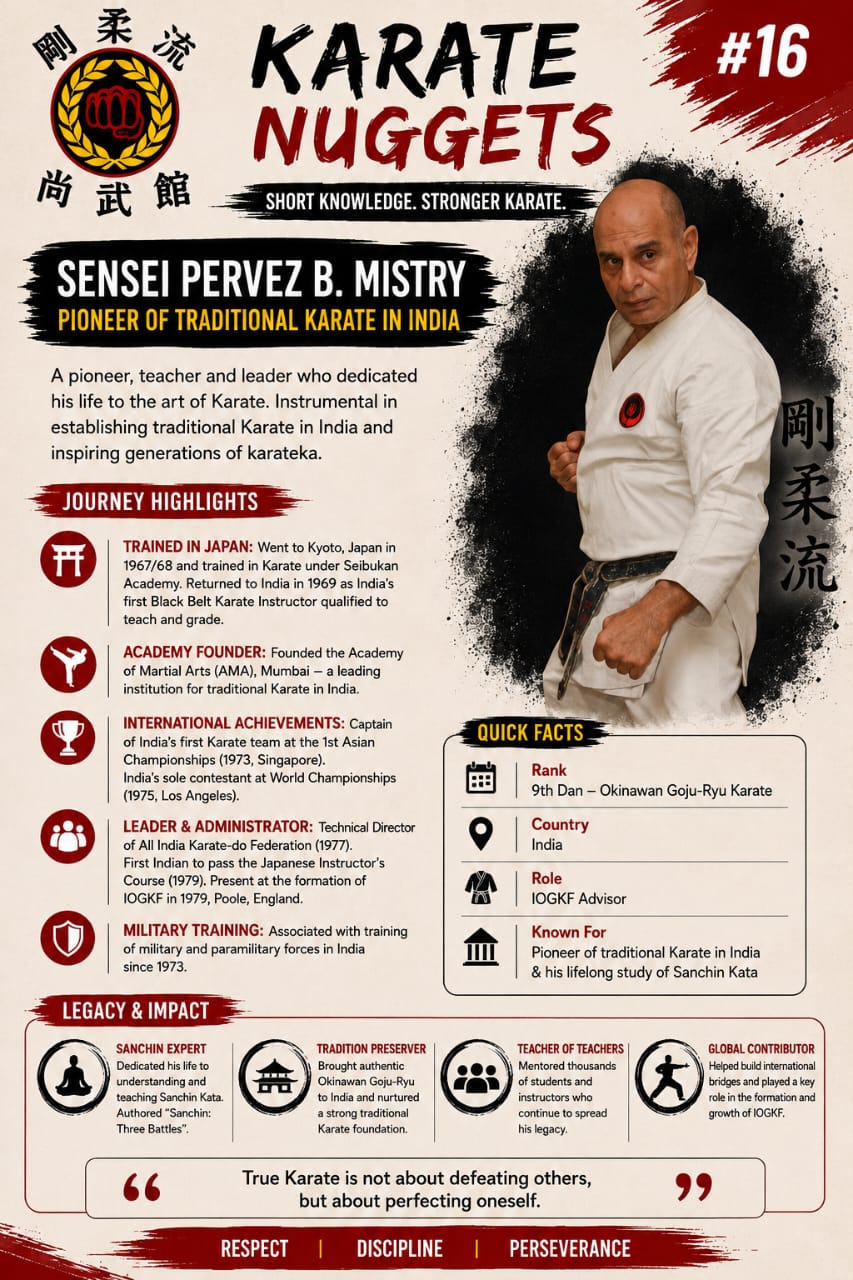 剛柔流
尚武館
KARATE
NUGGETS
#16
SHORT KNOWLEDGE. STRONGER KARATE.
SENSEI PERVEZ B. MISTRY
PIONEER OF TRADITIONAL KARATE IN INDIA
A pioneer, teacher and leader who dedicated
his life to the art of Karate. Instrumental in
establishing traditional Karate in India and
inspiring generations of karateka.
剛柔流
JOURNEY HIGHLIGHTS
TRAINED IN JAPAN: Went to Kyoto, Japan in
1967/68 and trained in Karate under Seibukan
Academy. Returned to India in 1969 as India's
first Black Belt Karate Instructor qualified to
teach and grade.
ACADEMY FOUNDER: Founded the Academy
of Martial Arts (AMA), Mumbai – a leading
institution for traditional Karate in India.
INTERNATIONAL ACHIEVEMENTS: Captain
of India's first Karate team at the 1st Asian
Championships (1973, Singapore).
India's sole contestant at World Championships
(1975, Los Angeles).
LEADER & ADMINISTRATOR: Technical Director
of All India Karate-do Federation (1977).
First Indian to pass the Japanese Instructor's
Course (1979). Present at the formation of
IOGKF in 1979, Poole, England.
MILITARY TRAINING: Associated with training
of military and paramilitary forces in India
since 1973.
QUICK FACTS
Rank
9th Dan – Okinawan Goju-Ryu Karate
Country
India
Role
IOGKF Advisor
Known For
Pioneer of traditional Karate in India
& his lifelong study of Sanchin Kata
LEGACY & IMPACT
SANCHIN EXPERT
Dedicated his life to
understanding and
teaching Sanchin Kata.
Authored "Sanchin:
Three Battles".
TRADITION PRESERVER
Brought authentic
Okinawan Goju-Ryu
to India and nurtured
a strong traditional
Karate foundation.
TEACHER OF TEACHERS
Mentored thousands
of students and
instructors who
continue to spread
his legacy.
GLOBAL CONTRIBUTOR
Helped build international
bridges and played a key
role in the formation and
growth of IOGKF.
“ True Karate is not about defeating others, ”
but about perfecting oneself.
RESPECT | DISCIPLINE | PERSEVERANCE